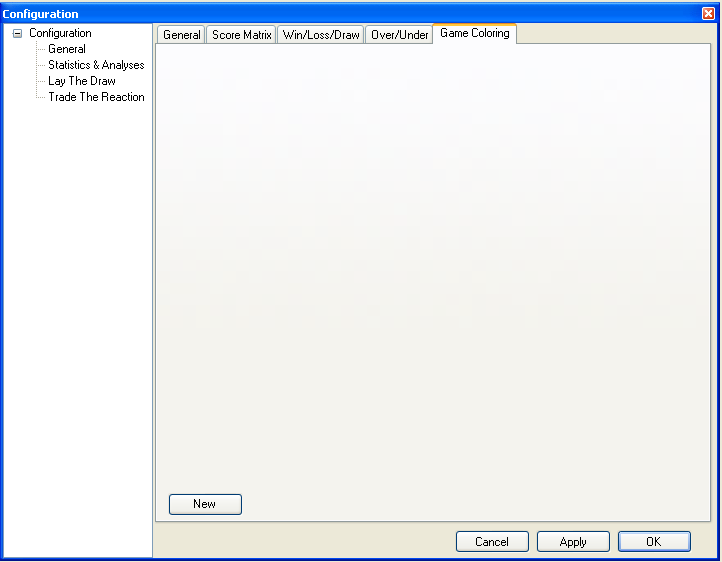 Configuration
Configuration
General
Statistics & Analyses
Lay The Draw
Trade The Reaction
General Score Matrix Win/Loss/Draw Over/Under Game Coloring
New
Cancel Apply OK